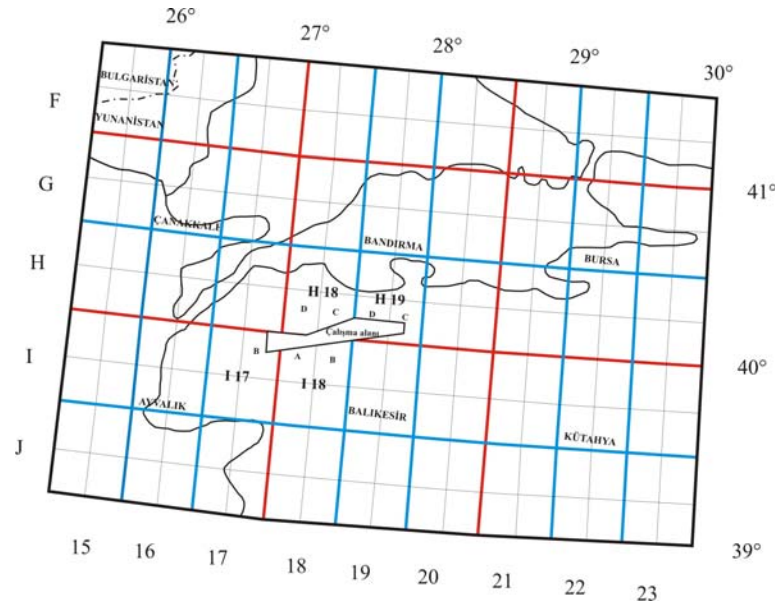 26°
27°
28°
29°
30°
F
BULGARİSTAN
YUNANİSTAN
G
41°
ÇANAKKALE
BANDIRMA
BURSA
H
H 18
H 19
D
C
D
C
Çalışma alanı
40°
I
B
A
B
I 17
I 18
AYVALIK
BALIKESİR
KÜTAHYA
J
39°
15
16
17
18
19
20
21
22
23